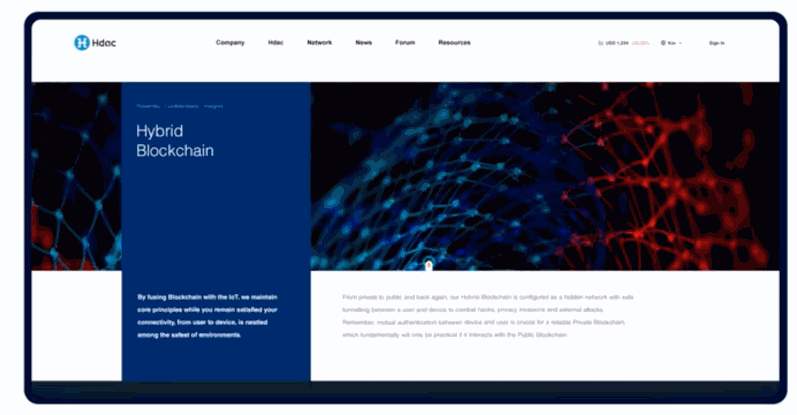 Hdac
Company Hdac Network News Forum Resources
USD 1,234 Sign In
Hybrid
Blockchain
By fusing Blockchain with the IoT, we maintain
core principles while you remain satisfied your
connectivity, from user to device, is nestled
among the safest of environments.
From private to public and back again, our Hybrid Blockchain is configured as a hidden network with safe
tunnelling between a user and device to combat hacks, privacy invasions and external attacks.
Remember, mutual authentication between device and user is crucial for a reliable Private Blockchain,
which fundamentally will only be practical if it interacts with the Public Blockchain